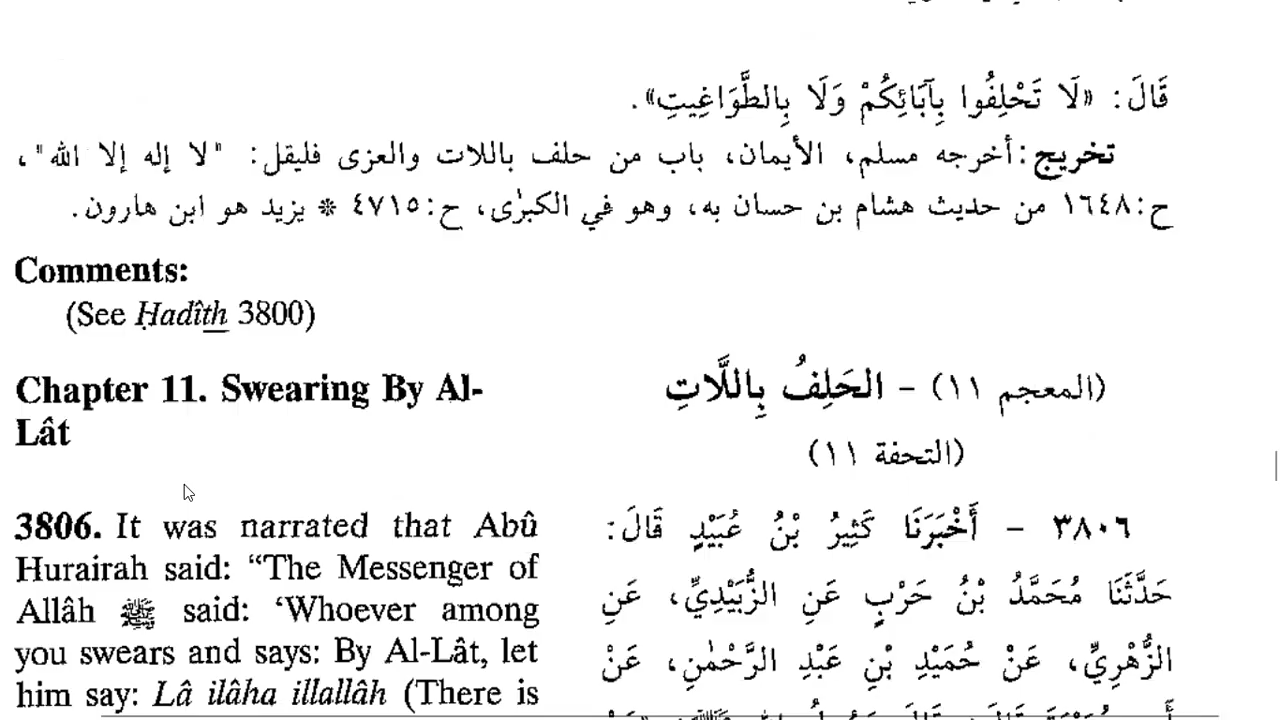 قَالَ: «لَا تَحْلِفُوا بِآبَائِكُمْ وَلَا بِالطَّوَاغِيتِ».
تخريج: أخرجه مسلم، الأيمان، باب من حلف باللات والعزى فليقل: "لا إله إلا الله"،
ح:١٦٤٨ من حديث هشام بن حسان به، وهو في الكبرٰى، ح:٤٧١٥ * يزيد هو ابن هارون.
Comments:
(See Ḥadîth 3800)
Chapter 11. Swearing By Al-
Lât
(المعجم ١١) - الحَلِفُ بِاللَّاتِ
(التحفة ١١)
3806. It was narrated that Abû
Hurairah said: “The Messenger of
Allâh ﷺ said: ‘Whoever among
you swears and says: By Al-Lât, let
him say: Lâ ilâha illallâh (There is
٣٨٠٦ - أَخْبَرَنَا كَثِيرُ بْنُ عُبَيْدٍ قَالَ:
حَدَّثَنَا مُحَمَّدُ بْنُ حَرْبٍ عَنِ الزُّبَيْدِيِّ، عَنِ
الزُّهْرِيِّ، عَنْ حُمَيْدِ بْنِ عَبْدِ الرَّحْمٰنِ، عَنْ